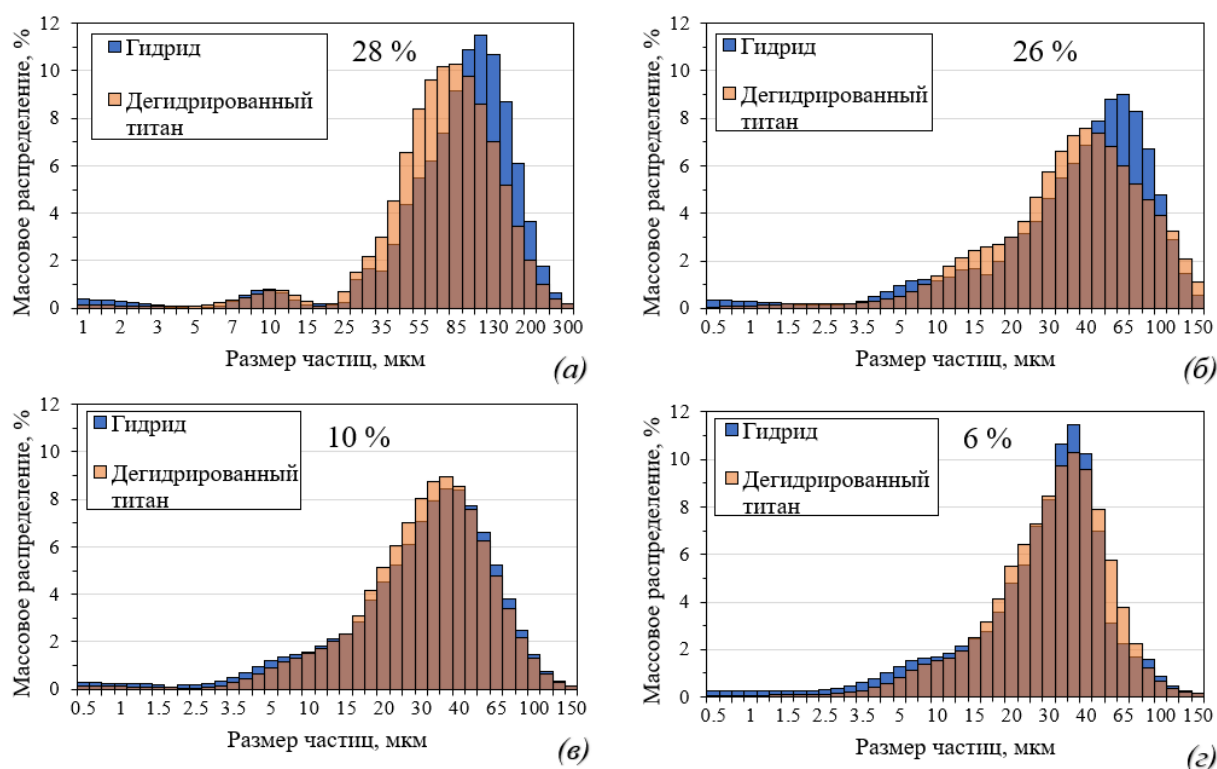 Массовое распределение, %
12
10
8
6
4
2
0
Гидрид
Дегидрированный
титан
28 %
1 2 3 5 7 10 15 25 35 55 85 130 200 300
Размер частиц, мкм
(а)
Массовое распределение, %
12
10
8
6
4
2
0
Гидрид
Дегидрированный
титан
26 %
0.5 1 1.5 2.5 3.5 5 10 15 20 30 40 65 100 150
Размер частиц, мкм
(б)
Массовое распределение, %
12
10
8
6
4
2
0
Гидрид
Дегидрированный
титан
10 %
0.5 1 1.5 2.5 3.5 5 10 15 20 30 40 65 100 150
Размер частиц, мкм
(в)
Массовое распределение, %
12
10
8
6
4
2
0
Гидрид
Дегидрированный
титан
6 %
0.5 1 1.5 2.5 3.5 5 10 15 20 30 40 65 100 150
Размер частиц, мкм
(г)